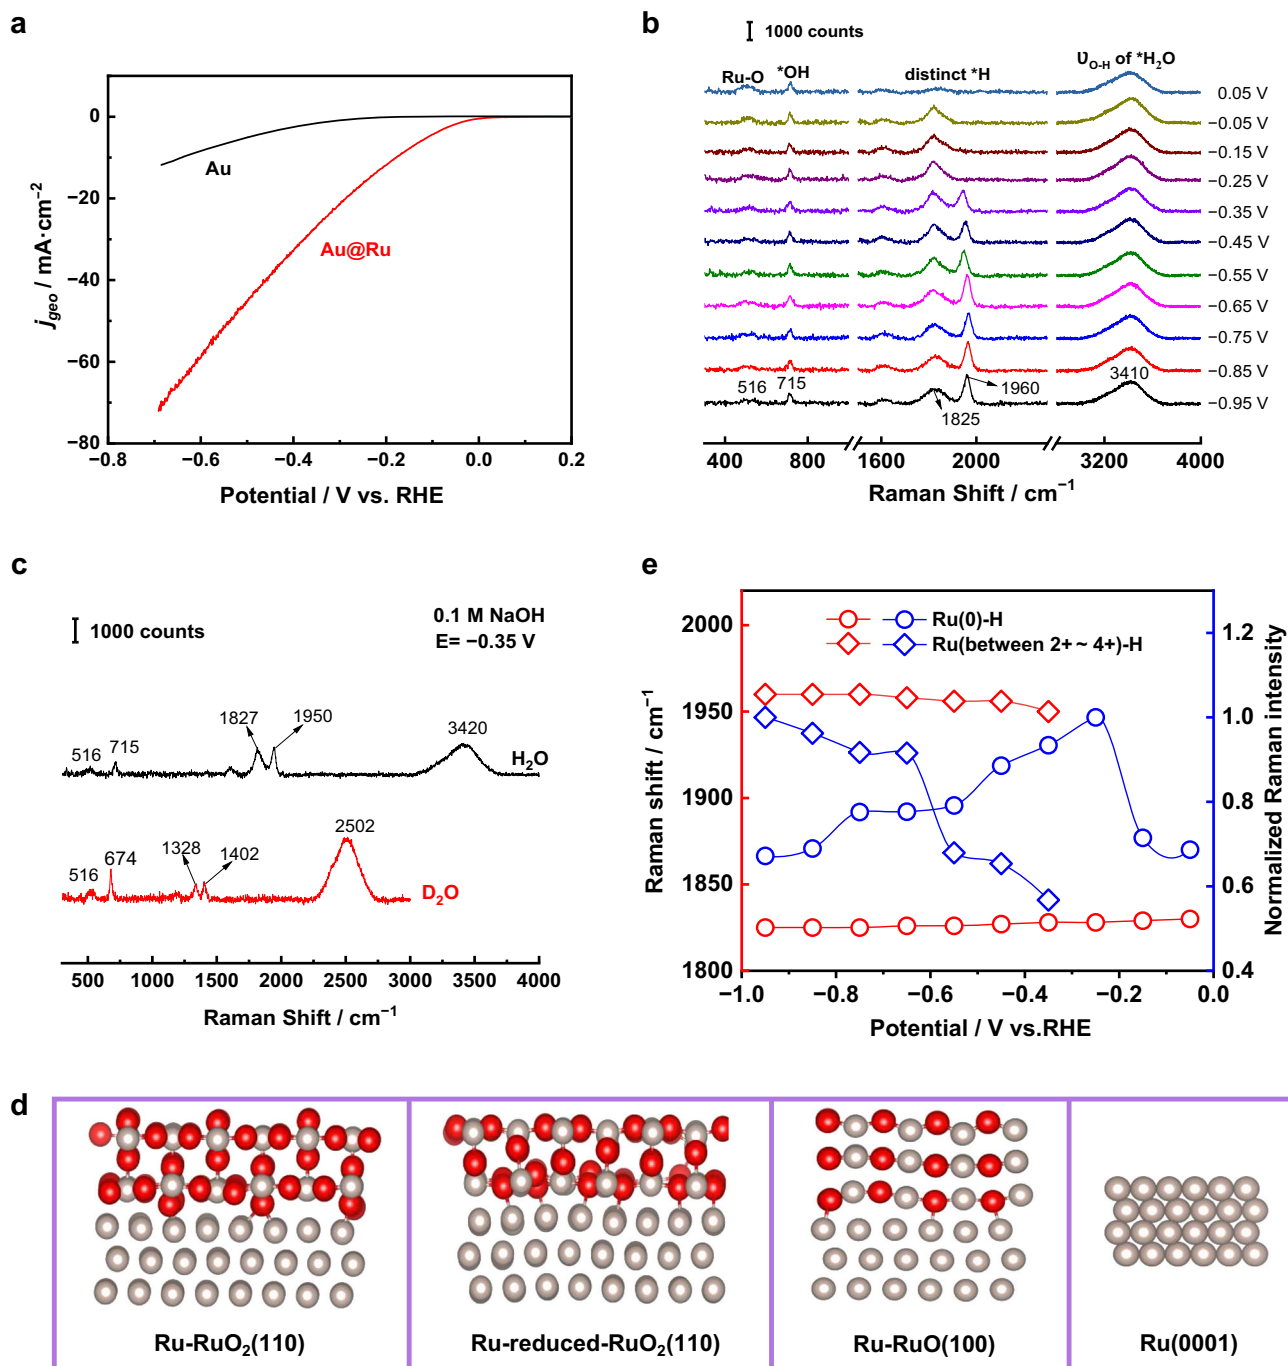 a
0
−20
−40
−60
−80
j_geo / mA·cm⁻²
Au
Au@Ru
−0.8
−0.6
−0.4
−0.2
0.0
0.2
Potential / V vs. RHE
b
1000 counts
Ru-O
*OH
distinct *H
υ_O-H of *H₂O
0.05 V
−0.05 V
−0.15 V
−0.25 V
−0.35 V
−0.45 V
−0.55 V
−0.65 V
−0.75 V
−0.85 V
−0.95 V
516
715
1960
1825
3410
400
800
1600
2000
3200
4000
Raman Shift / cm⁻¹
c
1000 counts
0.1 M NaOH
E= −0.35 V
516
715
1827
1950
3420
H₂O
516
674
1328
1402
2502
D₂O
500
1000
1500
2000
2500
3000
3500
4000
Raman Shift / cm⁻¹
e
Ru(0)-H
Ru(between 2+ ~ 4+)-H
2000
1950
1900
1850
1800
Raman shift / cm⁻¹
1.2
1.0
0.8
0.6
0.4
Normalized Raman intensity
−1.0
−0.8
−0.6
−0.4
−0.2
0.0
Potential / V vs.RHE
d
Ru-RuO₂(110)
Ru-reduced-RuO₂(110)
Ru-RuO(100)
Ru(0001)